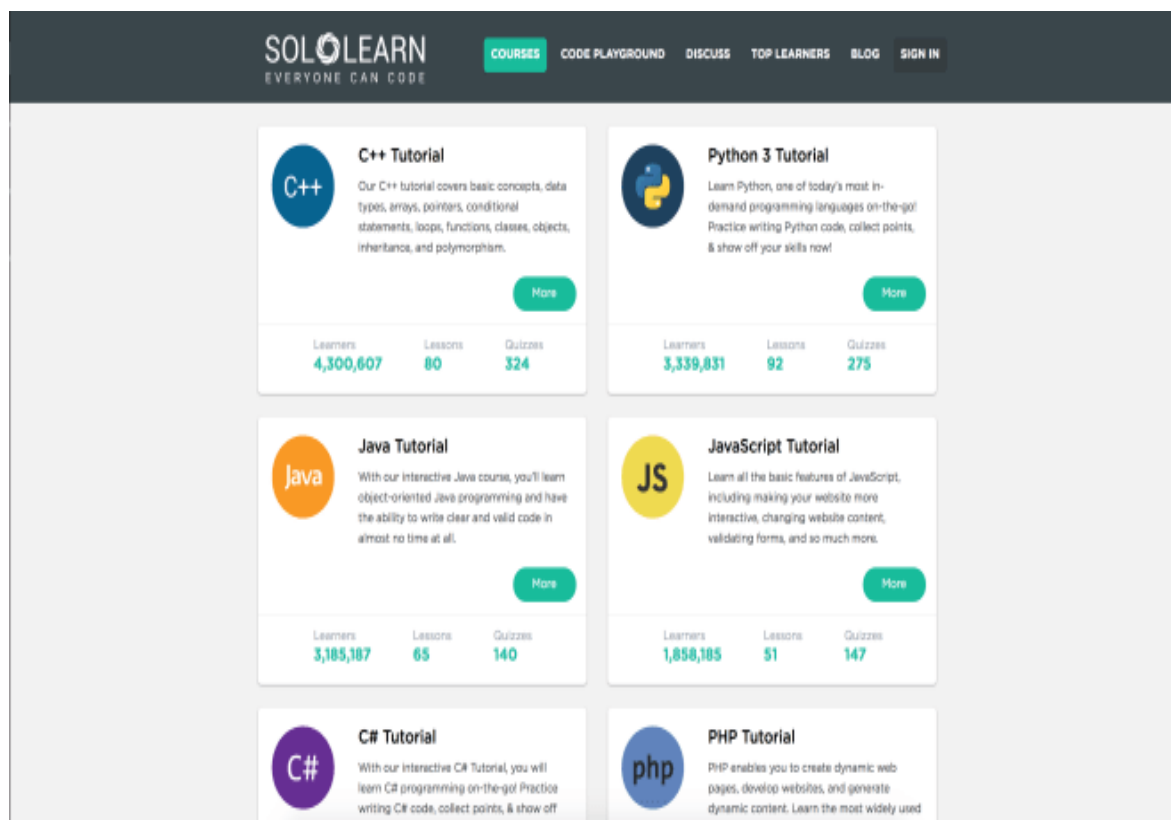 SOLOLEARN
EVERYONE CAN CODE
COURSES CODE PLAYGROUND DISCUSS TOP LEARNERS BLOG SIGN IN
C++
C++ Tutorial
Our C++ tutorial covers basic concepts, data
types, arrays, pointers, conditional
statements, loops, functions, classes, objects,
inheritance, and polymorphism.
More
Learners Lessons Quizzes
4,300,607 80 324
Python 3 Tutorial
Learn Python, one of today's most in-
demand programming languages on-the-go!
Practice writing Python code, collect points,
& show off your skills now!
More
Learners Lessons Quizzes
3,339,831 92 275
Java
Java Tutorial
With our interactive Java course, you'll learn
object-oriented Java programming and have
the ability to write clear and valid code in
almost no time at all.
More
Learners Lessons Quizzes
3,185,187 65 140
JS
JavaScript Tutorial
Learn all the basic features of JavaScript,
including making your website more
interactive, changing website content,
validating forms, and so much more.
More
Learners Lessons Quizzes
1,858,185 51 147
C#
C# Tutorial
With our interactive C# Tutorial, you will
learn C# programming on-the-go! Practice
writing C# code, collect points, & show off
php
PHP Tutorial
PHP enables you to create dynamic web
pages, develop websites, and generate
dynamic content. Learn the most widely used